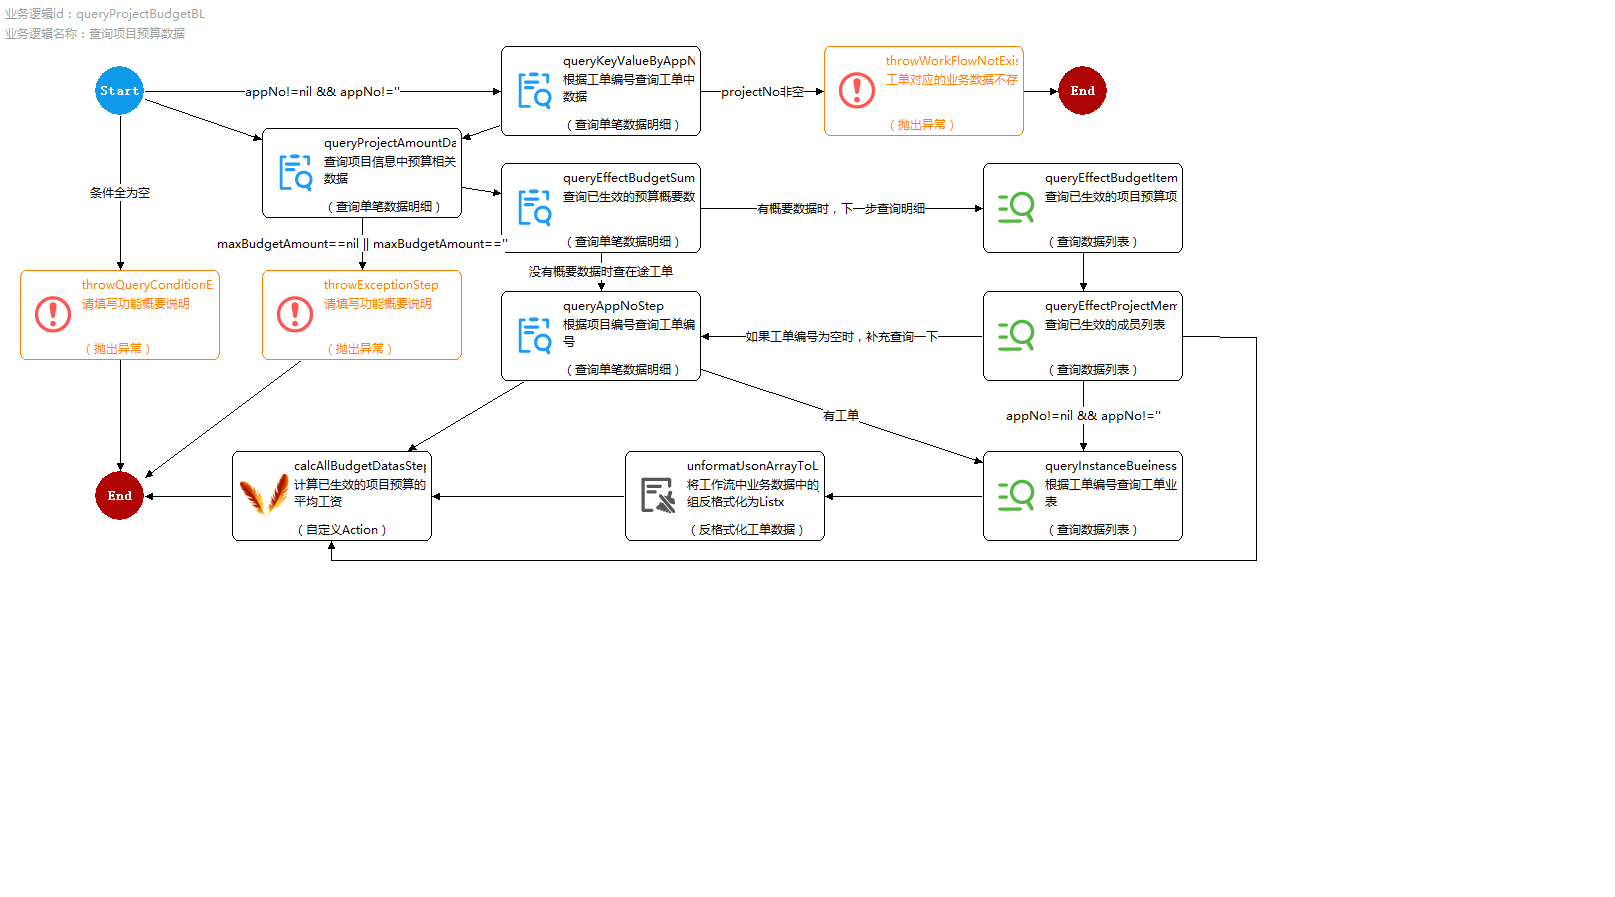 业务逻辑id：queryProjectBudgetBL
业务逻辑名称：查询项目预算数据
Start
appNo!=nil && appNo!=''
queryKeyValueByAppN
根据工单编号查询工单中
数据
（查询单笔数据明细）
projectNo非空
throwWorkFlowNotExis
工单对应的业务数据不存
（抛出异常）
End
queryProjectAmountDa
查询项目信息中预算相关
数据
（查询单笔数据明细）
条件全为空
queryEffectBudgetSum
查询已生效的预算概要数
（查询单笔数据明细）
有概要数据时，下一步查询明细
queryEffectBudgetItem
查询已生效的项目预算项
（查询数据列表）
maxBudgetAmount==nil || maxBudgetAmount==''
没有概要数据时查在途工单
throwQueryConditionE
请填写功能概要说明
（抛出异常）
throwExceptionStep
请填写功能概要说明
（抛出异常）
queryAppNoStep
根据项目编号查询工单编
号
（查询单笔数据明细）
如果工单编号为空时，补充查询一下
queryEffectProjectMem
查询已生效的成员列表
（查询数据列表）
有工单
appNo!=nil && appNo!=''
End
calcAllBudgetDatasStep
计算已生效的项目预算的
平均工资
（自定义Action）
unformatJsonArrayToLi
将工作流中业务数据中的
组反格式化为Listx
（反格式化工单数据）
queryInstanceBueiness
根据工单编号查询工单业
表
（查询数据列表）